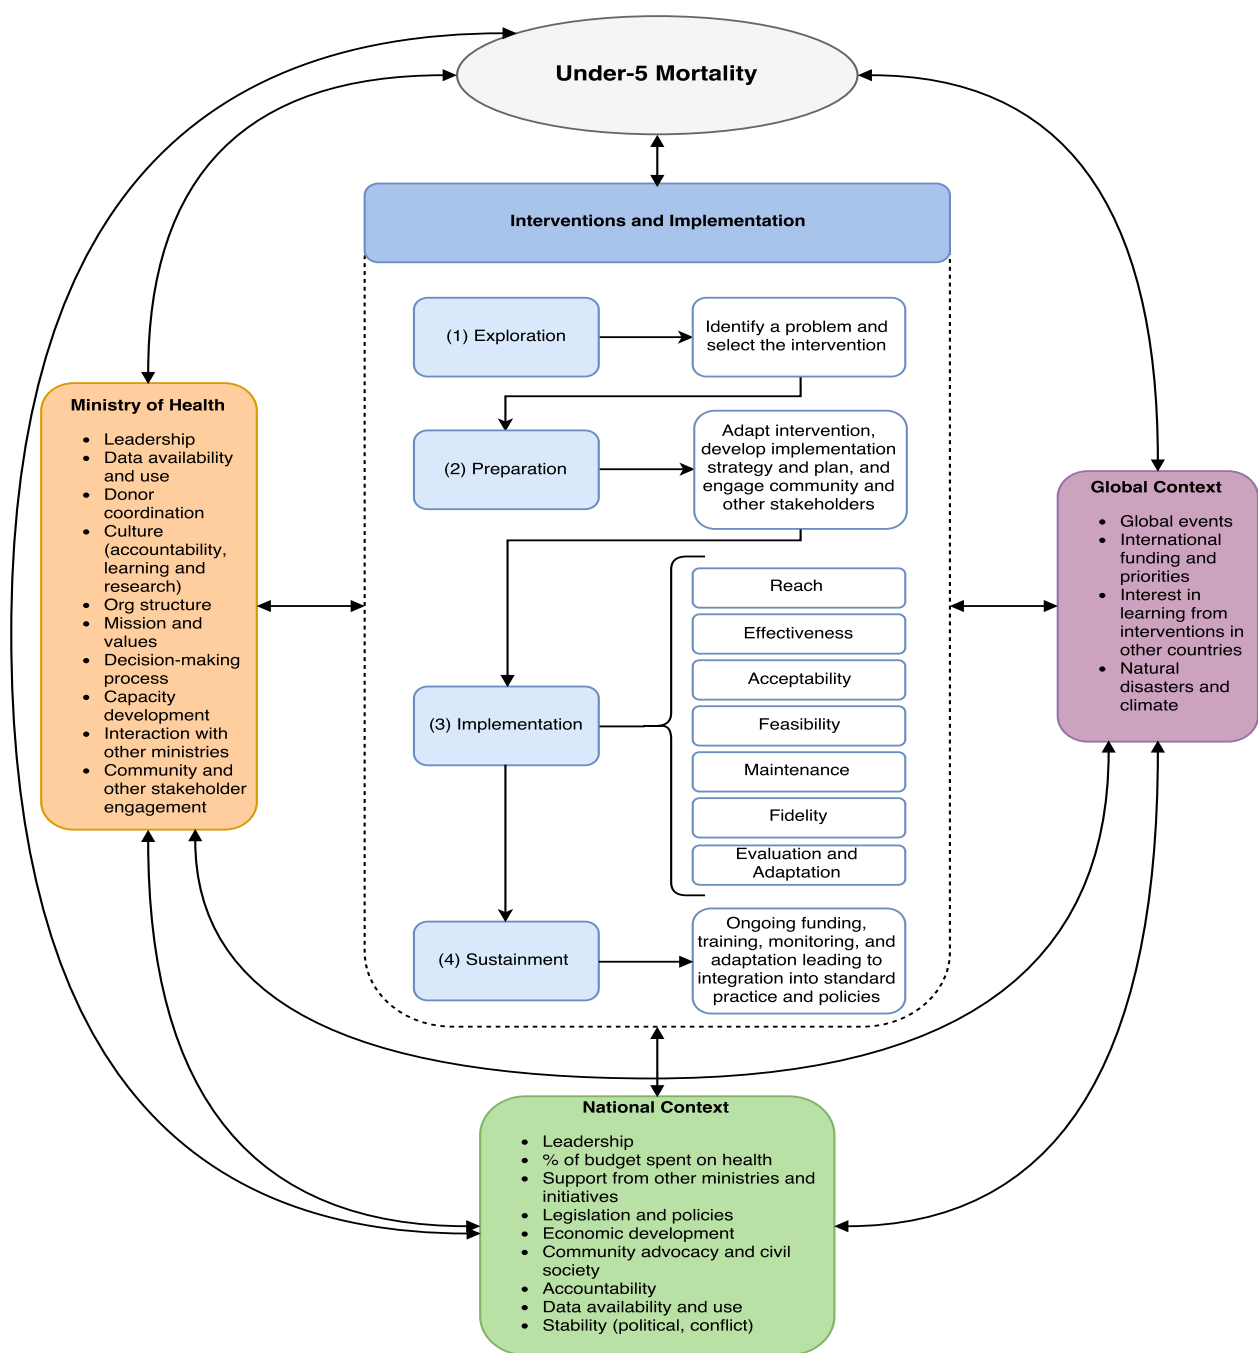 Under-5 Mortality
Interventions and Implementation
(1) Exploration
Identify a problem and
select the intervention
(2) Preparation
Adapt intervention,
develop implementation
strategy and plan, and
engage community and
other stakeholders
(3) Implementation
Reach
Effectiveness
Acceptability
Feasibility
Maintenance
Fidelity
Evaluation and
Adaptation
(4) Sustainment
Ongoing funding,
training, monitoring, and
adaptation leading to
integration into standard
practice and policies
Ministry of Health
• Leadership
• Data availability
and use
• Donor
coordination
• Culture
(accountability,
learning and
research)
• Org structure
• Mission and
values
• Decision-making
process
• Capacity
development
• Interaction with
other ministries
• Community and
other stakeholder
engagement
Global Context
• Global events
• International
funding and
priorities
• Interest in
learning from
interventions in
other countries
• Natural
disasters and
climate
National Context
• Leadership
• % of budget spent on health
• Support from other ministries and
initiatives
• Legislation and policies
• Economic development
• Community advocacy and civil
society
• Accountability
• Data availability and use
• Stability (political, conflict)